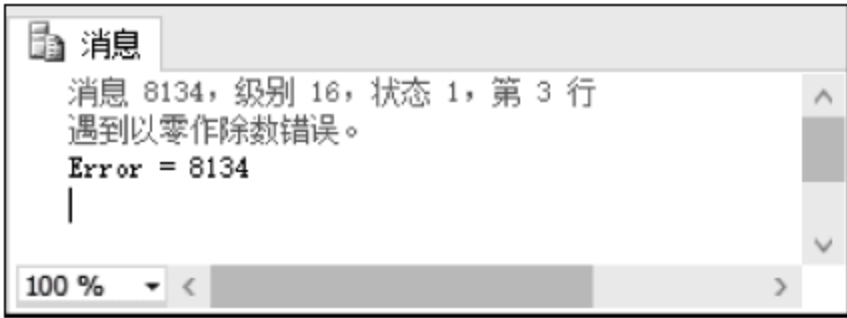 消息
消息 8134，级别 16，状态 1，第 3 行
遇到以零作除数错误。
Error = 8134
100 %